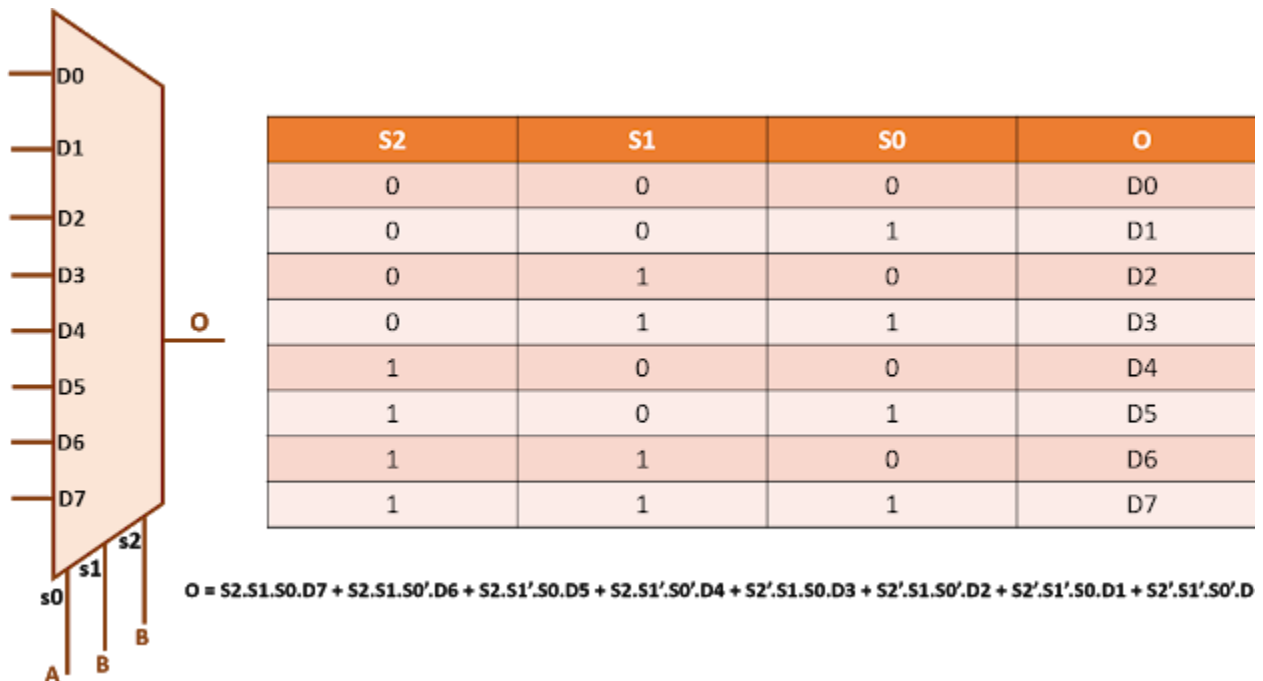 D0
D1
D2
D3
D4
D5
D6
D7
O
s2
s1
s0
B
B
A
S2 S1 S0 O
0 0 0 D0
0 0 1 D1
0 1 0 D2
0 1 1 D3
1 0 0 D4
1 0 1 D5
1 1 0 D6
1 1 1 D7
O = S2.S1.S0.D7 + S2.S1.S0'.D6 + S2.S1'.S0.D5 + S2.S1'.S0'.D4 + S2'.S1.S0.D3 + S2'.S1.S0'.D2 + S2'.S1'.S0.D1 + S2'.S1'.S0'.D